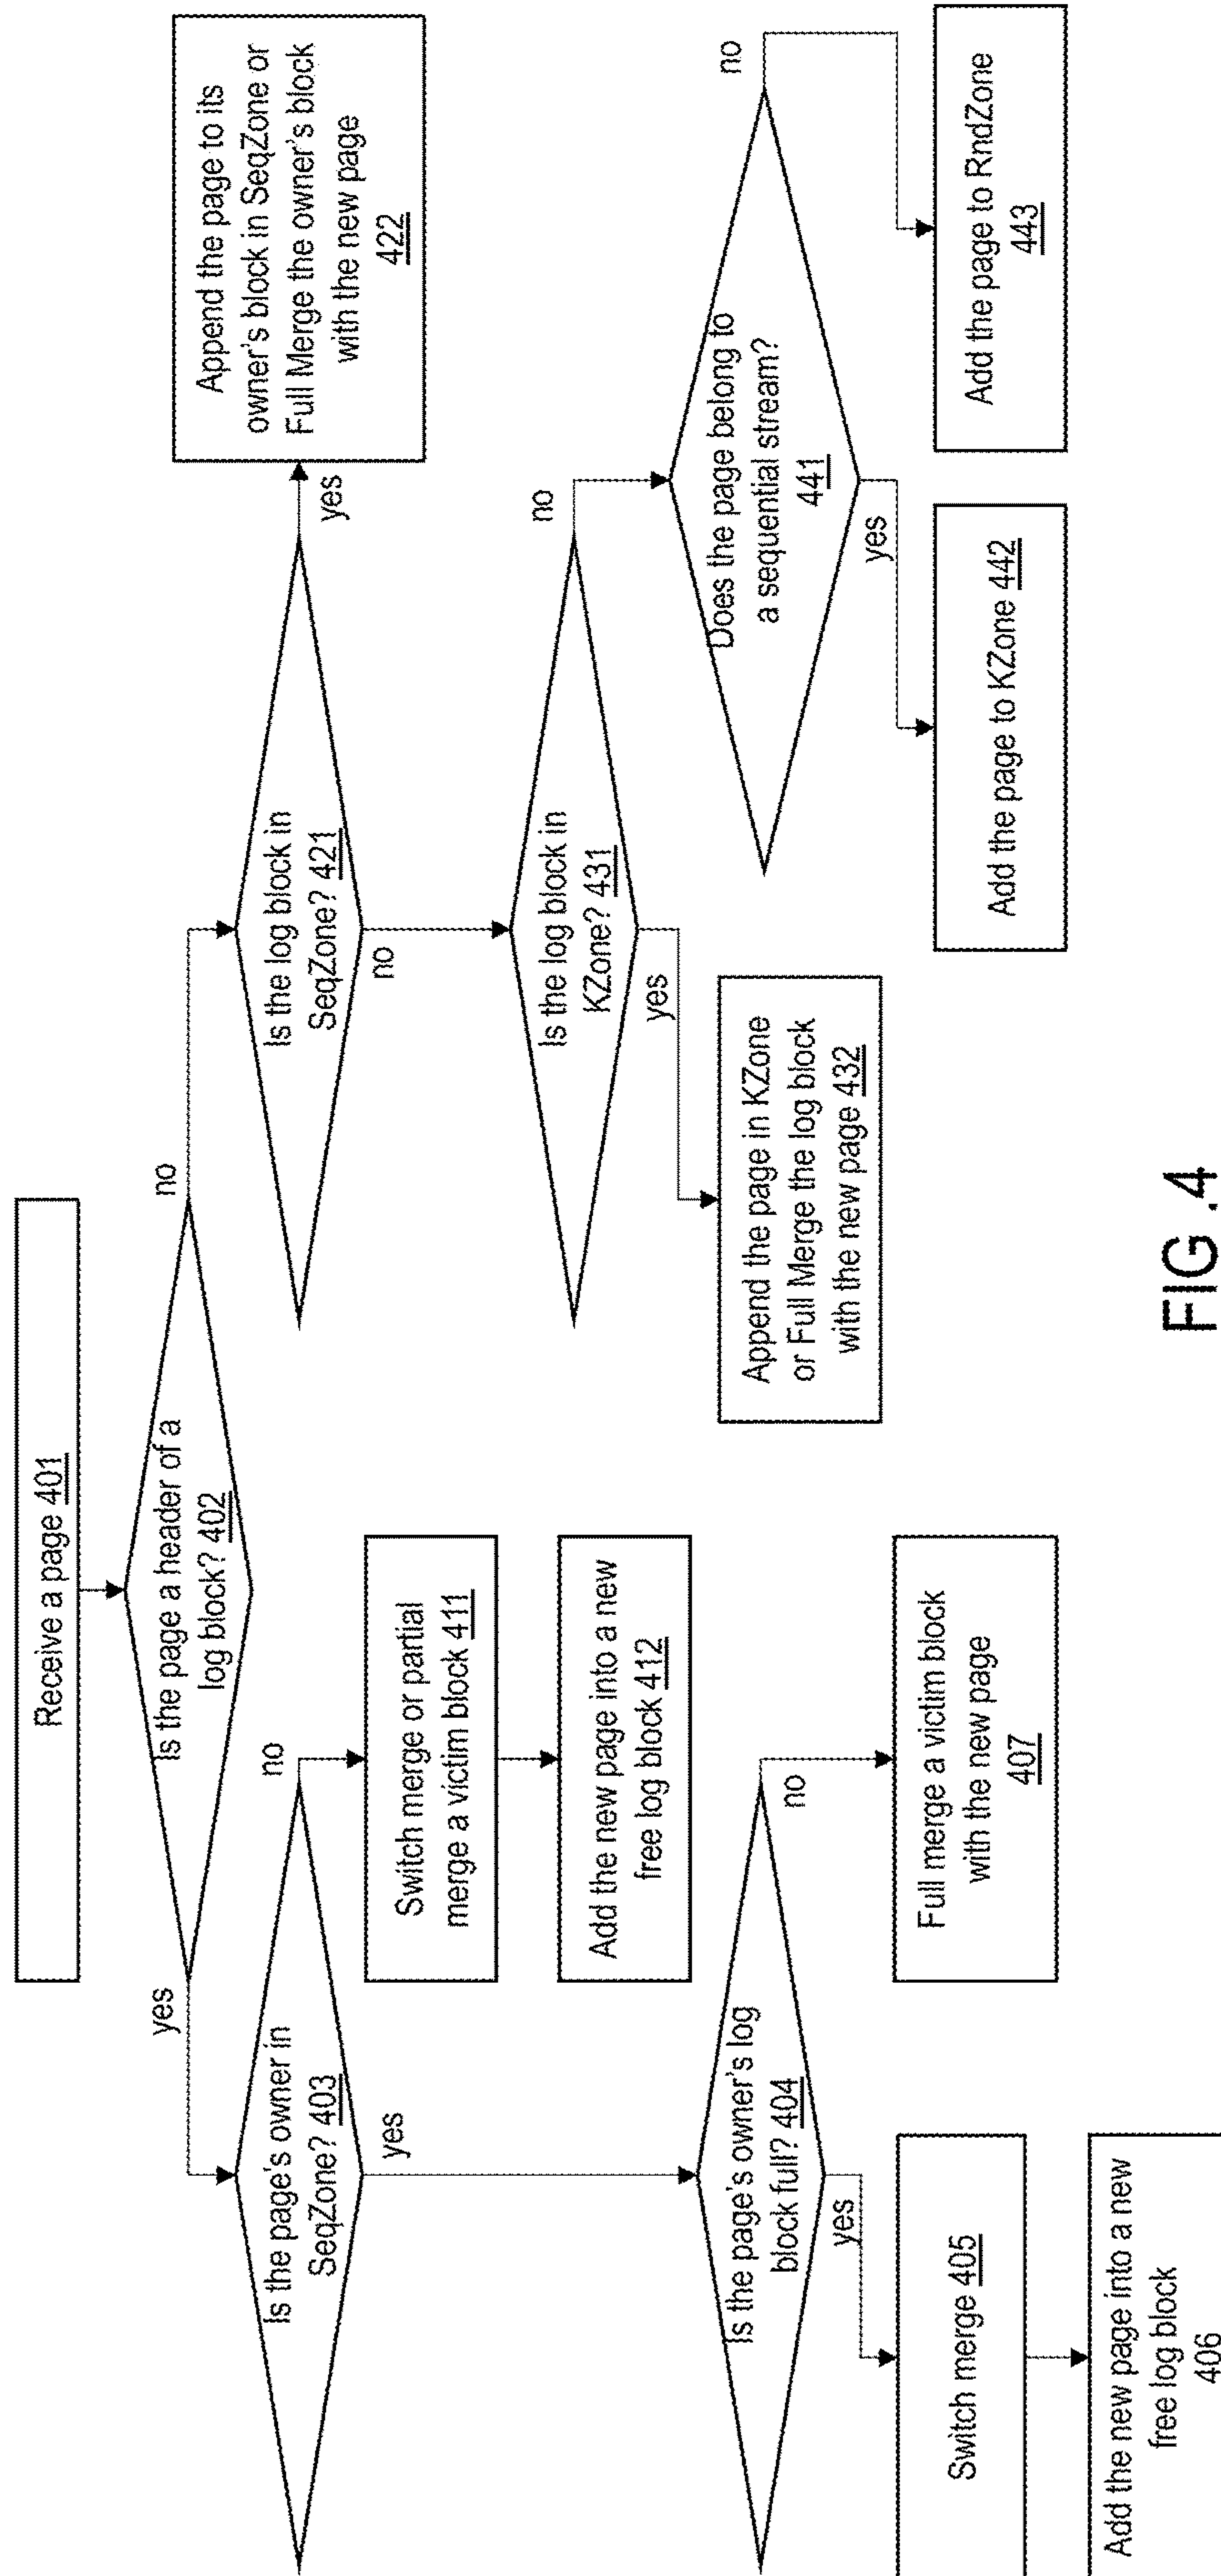 Receive a page 401
Is the page a header of a
log block? 402
yes
no
Is the page's owner in
SeqZone? 403
no
yes
Switch merge or partial
merge a victim block 411
Add the new page into a new
free log block 412
Is the page's owner's log
block full? 404
no
yes
Full merge a victim block
with the new page
407
Switch merge 405
Add the new page into a new
free log block
406
Is the log block in
SeqZone? 421
yes
no
Append the page to its
owner's block in SeqZone or
Full Merge the owner's block
with the new page
422
Is the log block in
KZone? 431
no
yes
Append the page in KZone
or Full Merge the log block
with the new page 432
Does the page belong to
a sequential stream?
441
no
yes
Add the page to KZone 442
Add the page to RndZone
443
FIG .4